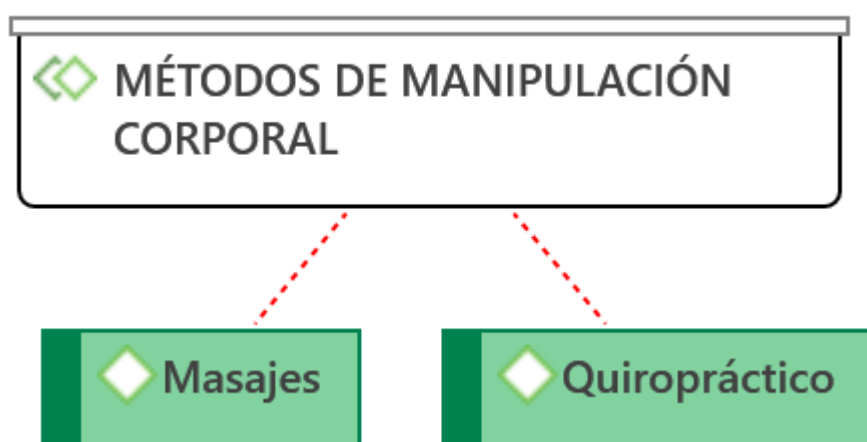 MÉTODOS DE MANIPULACIÓN
CORPORAL
Masajes
Quiropráctico